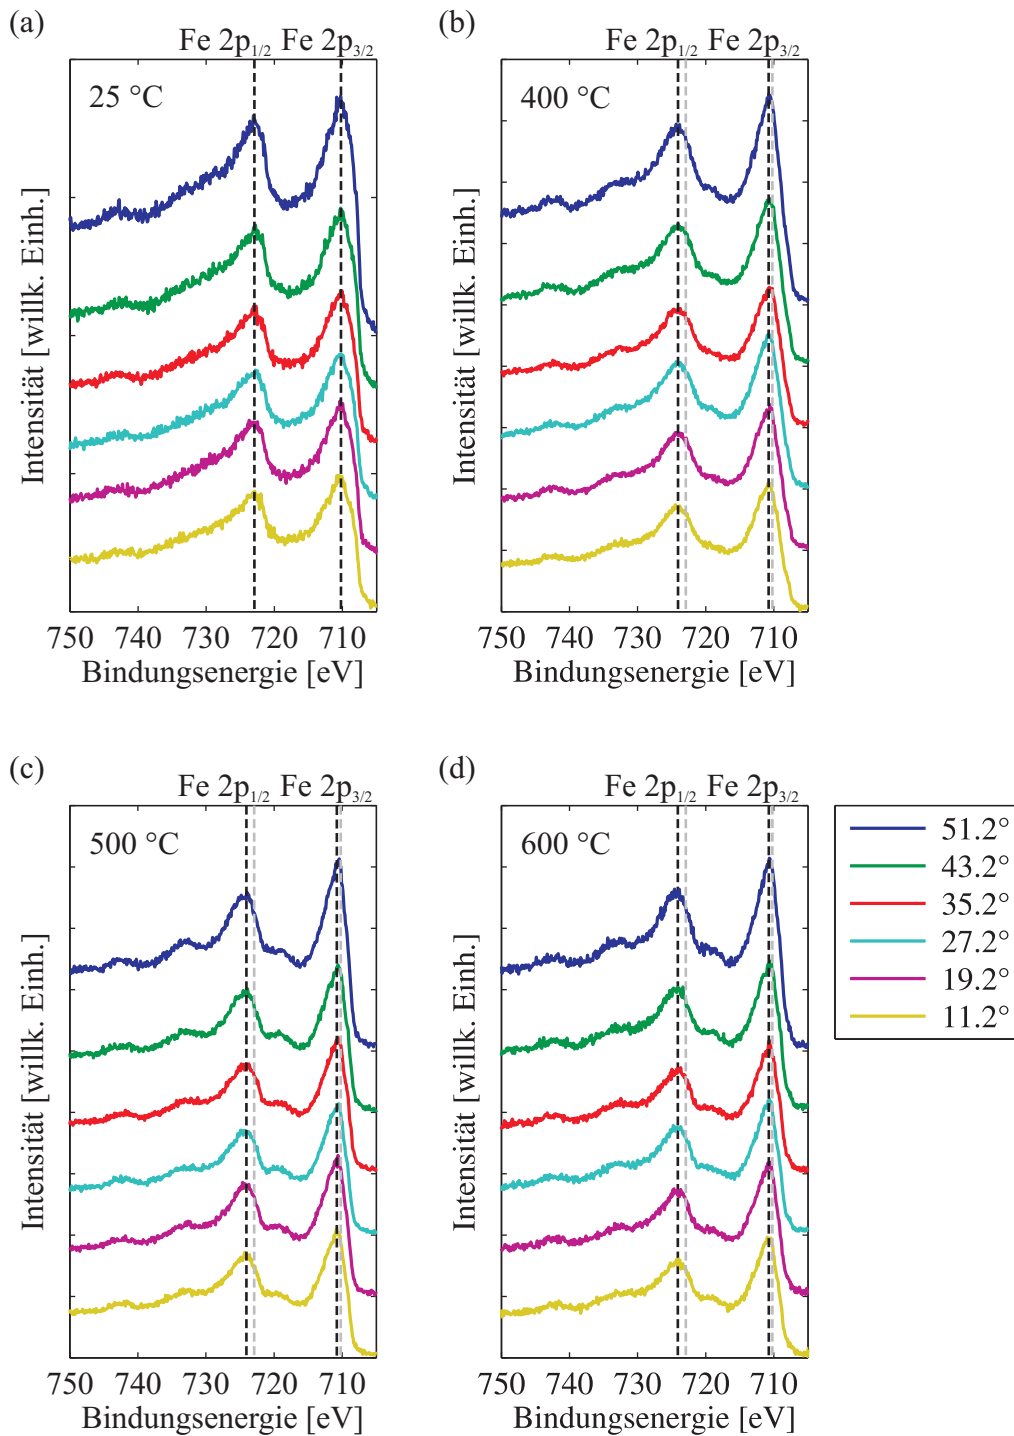 (a)
Fe 2p1/2 Fe 2p3/2
25 °C
Intensität [willk. Einh.]
750 740 730 720 710
Bindungsenergie [eV]
(b)
Fe 2p1/2 Fe 2p3/2
400 °C
Intensität [willk. Einh.]
750 740 730 720 710
Bindungsenergie [eV]
(c)
Fe 2p1/2 Fe 2p3/2
500 °C
Intensität [willk. Einh.]
750 740 730 720 710
Bindungsenergie [eV]
(d)
Fe 2p1/2 Fe 2p3/2
600 °C
Intensität [willk. Einh.]
750 740 730 720 710
Bindungsenergie [eV]
51.2°
43.2°
35.2°
27.2°
19.2°
11.2°